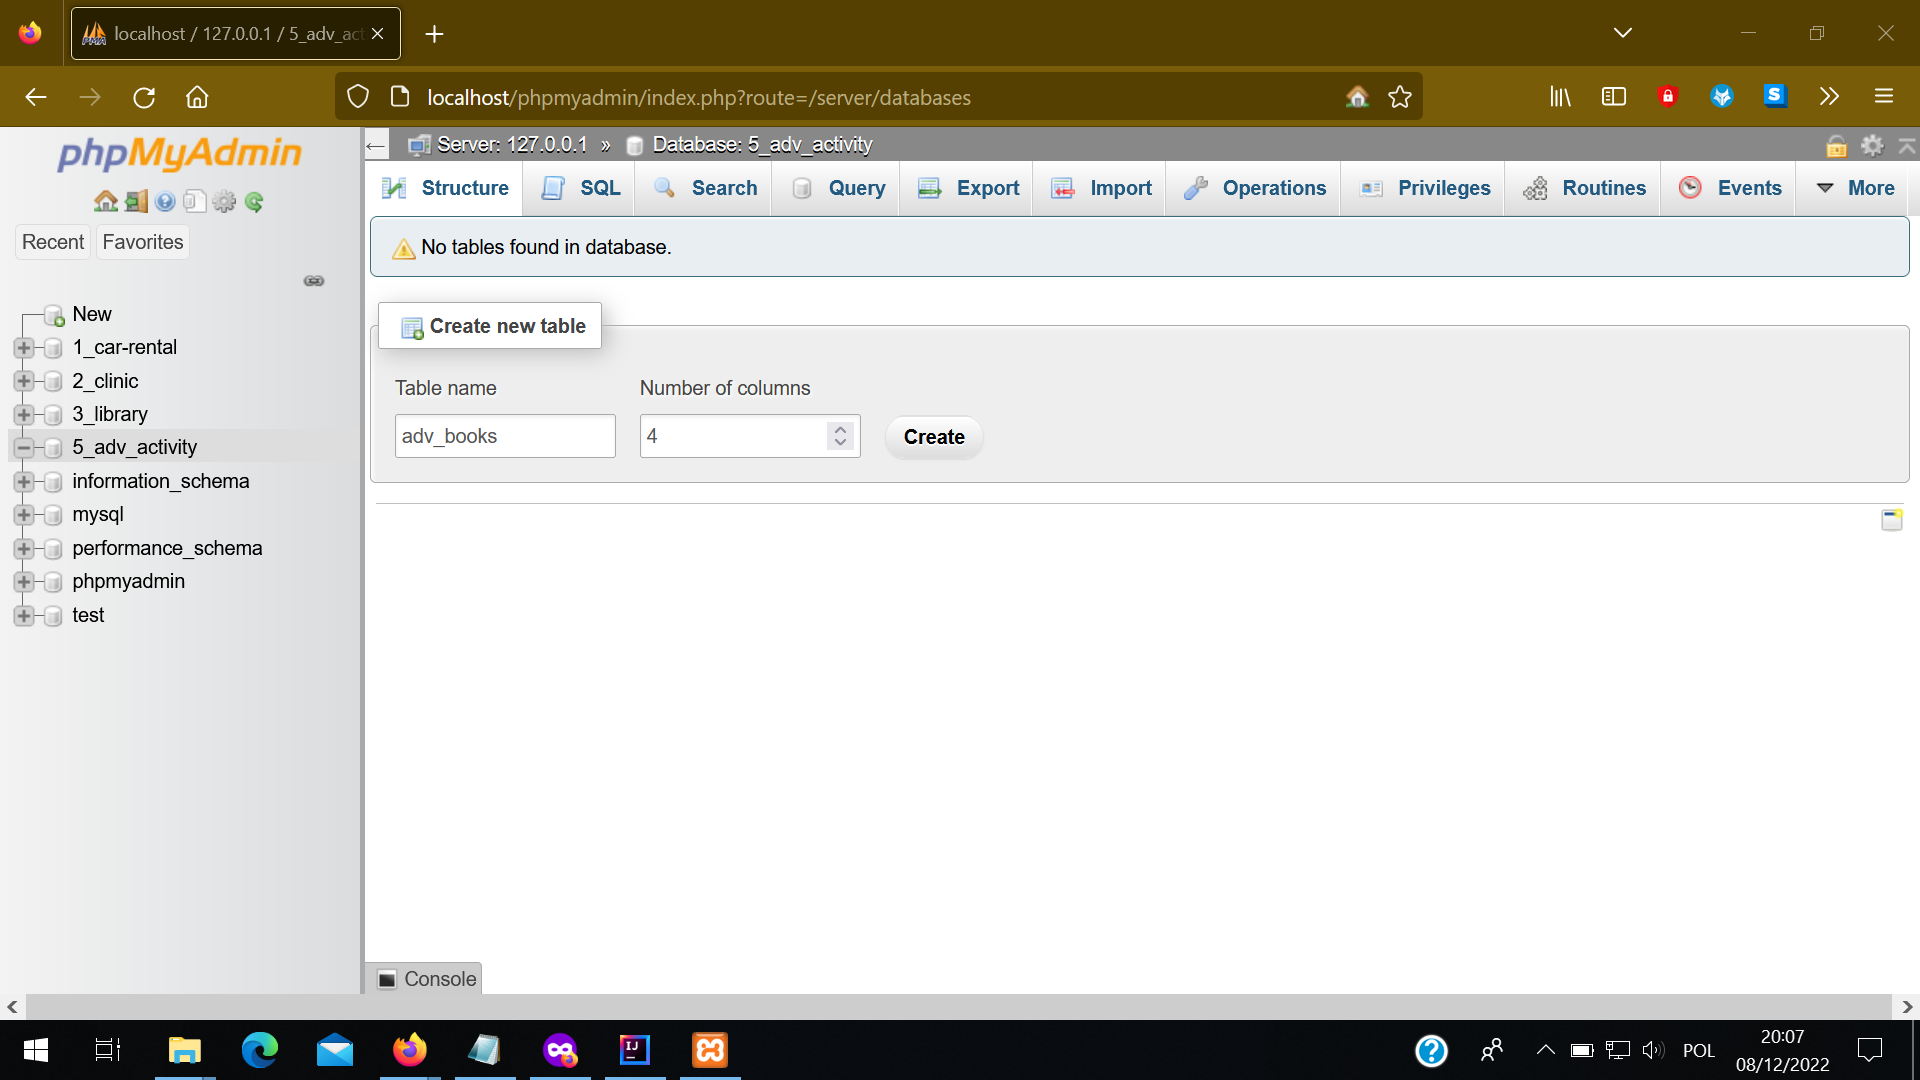 localhost / 127.0.0.1 / 5_adv_act
localhost/phpmyadmin/index.php?route=/server/databases
phpMyAdmin
Recent
Favorites
New
1_car-rental
2_clinic
3_library
5_adv_activity
information_schema
mysql
performance_schema
phpmyadmin
test
Server: 127.0.0.1 » Database: 5_adv_activity
Structure
SQL
Search
Query
Export
Import
Operations
Privileges
Routines
Events
More
No tables found in database.
Create new table
Table name
Number of columns
adv_books
4
Create
Console
POL
20:07
08/12/2022